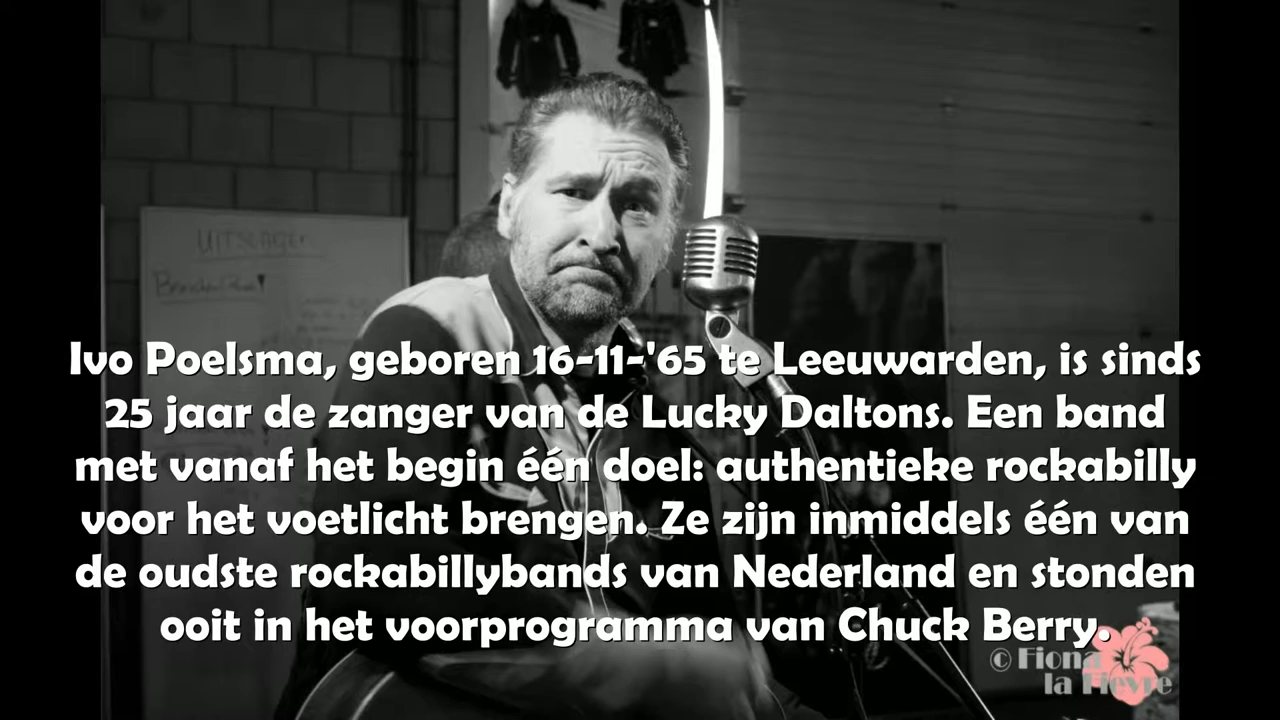 UITSLAGEN
Ivo Poelsma, geboren 16-11-'65 te Leeuwarden, is sinds
25 jaar de zanger van de Lucky Daltons. Een band
met vanaf het begin één doel: authentieke rockabilly
voor het voetlicht brengen. Ze zijn inmiddels één van
de oudste rockabillybands van Nederland en stonden
ooit in het voorprogramma van Chuck Berry.
© Fiona
la Fievre